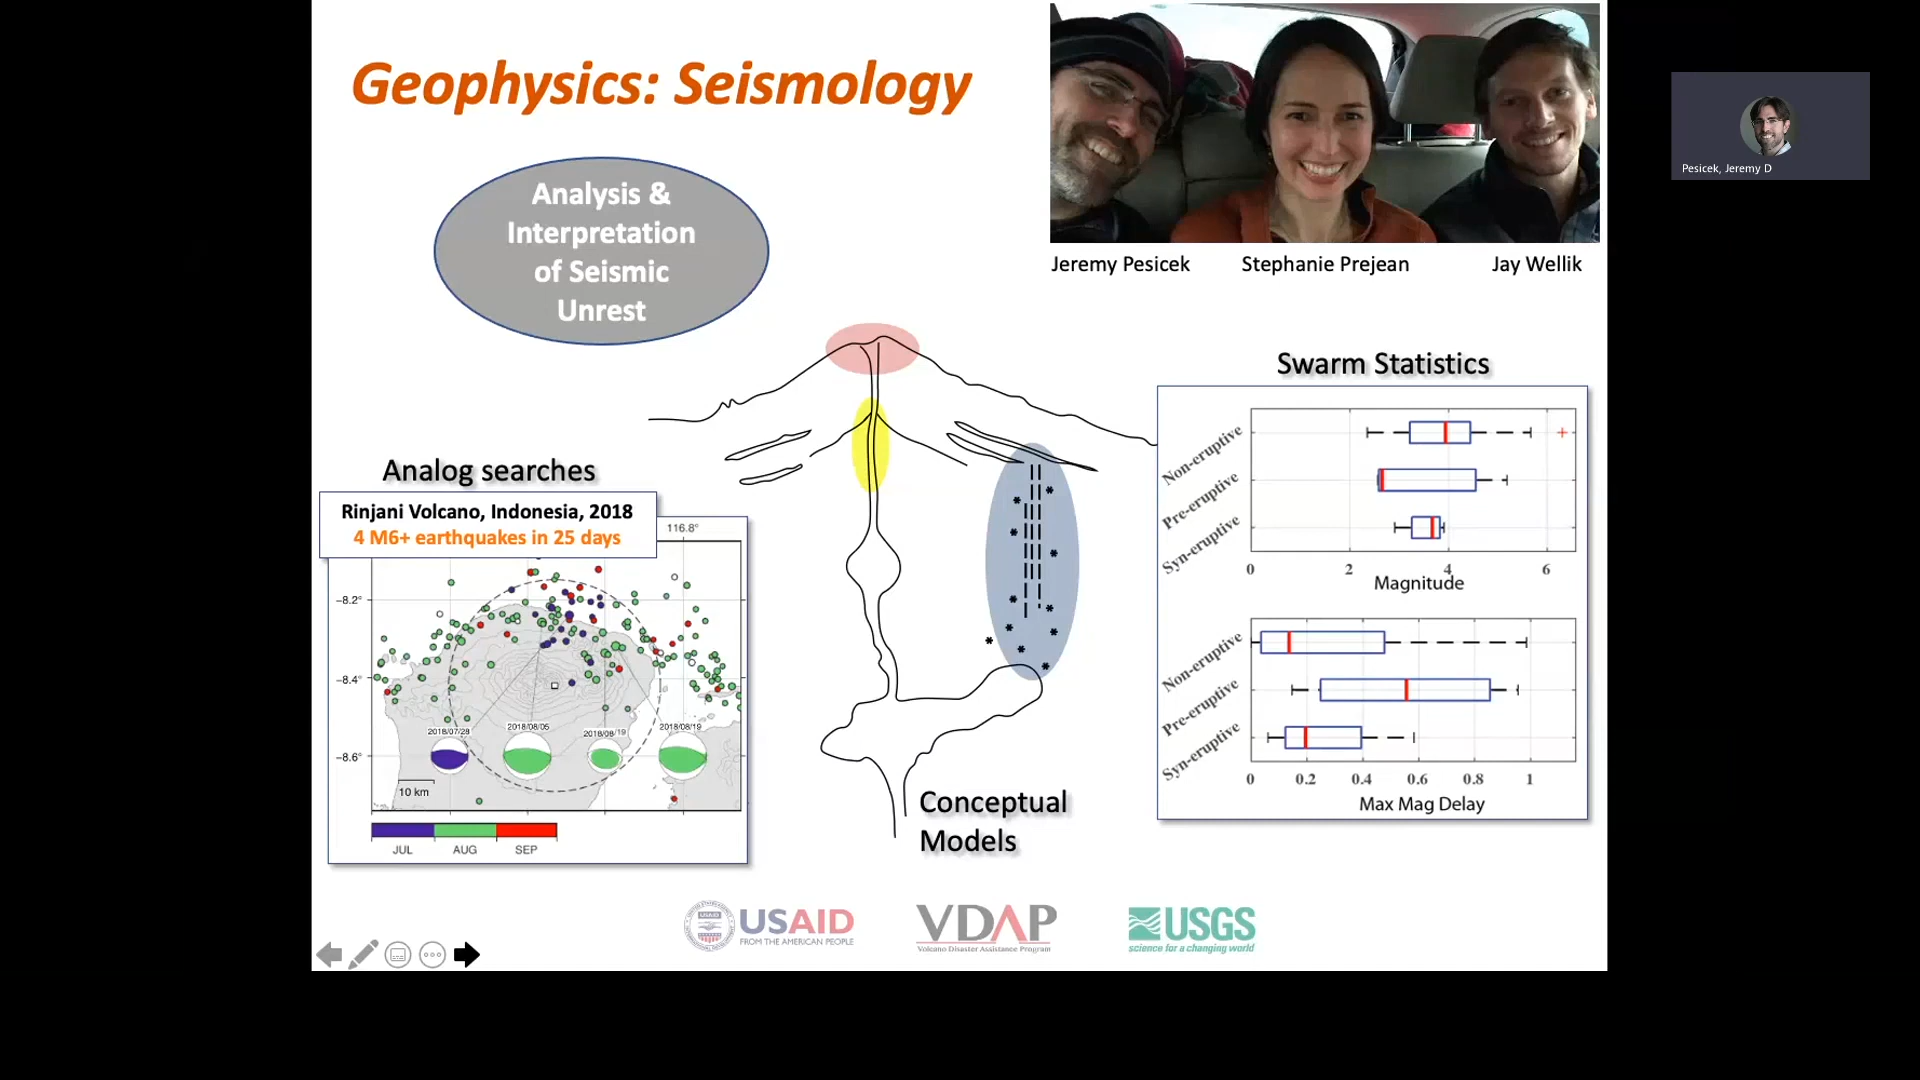 Geophysics: Seismology
Analysis &
Interpretation
of Seismic
Unrest
Jeremy Pesicek
Stephanie Prejean
Jay Wellik
Pesicek, Jeremy D
Analog searches
Rinjani Volcano, Indonesia, 2018
4 M6+ earthquakes in 25 days
116.8°
-8.2°
-8.4°
-8.6°
2018/07/28
2018/08/05
2018/08/19
2018/08/19
10 km
JUL
AUG
SEP
Conceptual
Models
Swarm Statistics
Non-eruptive
Pre-eruptive
Syn-eruptive
0 2 4 6
Magnitude
Non-eruptive
Pre-eruptive
Syn-eruptive
0 0.2 0.4 0.6 0.8 1
Max Mag Delay
USAID
FROM THE AMERICAN PEOPLE
VDAP
Volcano Disaster Assistance Program
USGS
science for a changing world